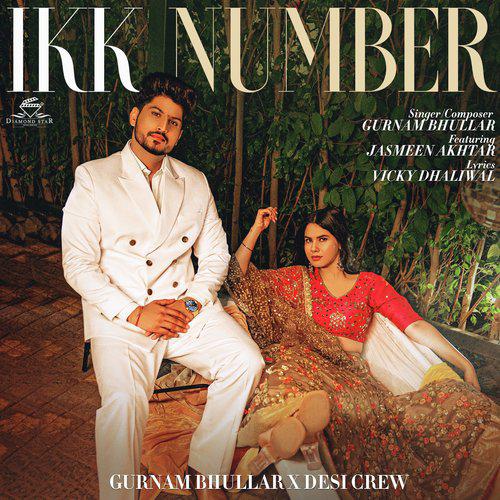 IKK NUMBER
DIAMOND STAR
Singer/Composer
GURNAM BHULLAR
Featuring
JASMEEN AKHTAR
Lyrics
VICKY DHALIWAL
GURNAM BHULLAR X DESI CREW